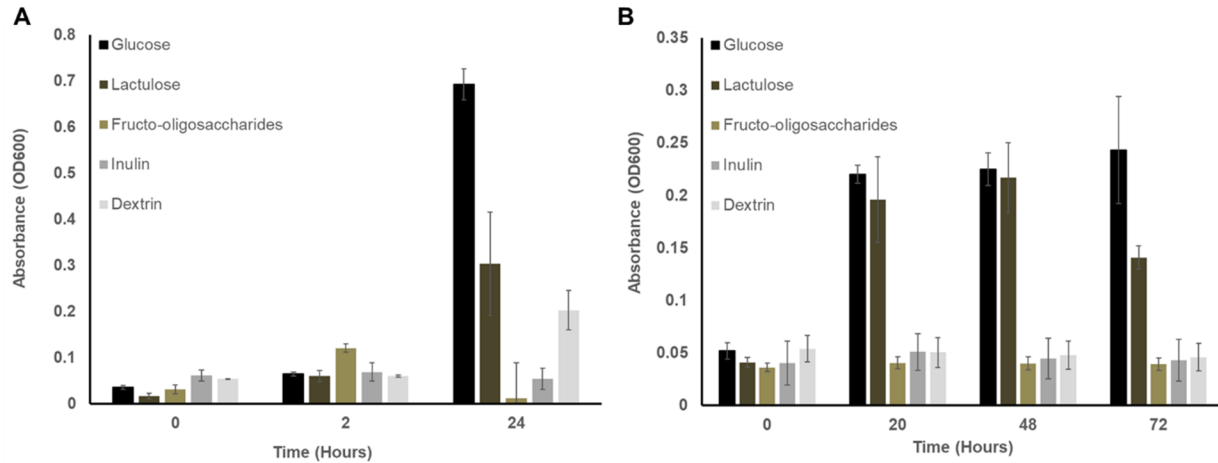 A
0.8
0.7
0.6
0.5
0.4
0.3
0.2
0.1
0
Absorbance (OD600)
Glucose
Lactulose
Fructo-oligosaccharides
Inulin
Dextrin
0
2
24
Time (Hours)
B
0.35
0.3
0.25
0.2
0.15
0.1
0.05
0
Absorbance (OD600)
Glucose
Lactulose
Fructo-oligosaccharides
Inulin
Dextrin
0
20
48
72
Time (Hours)